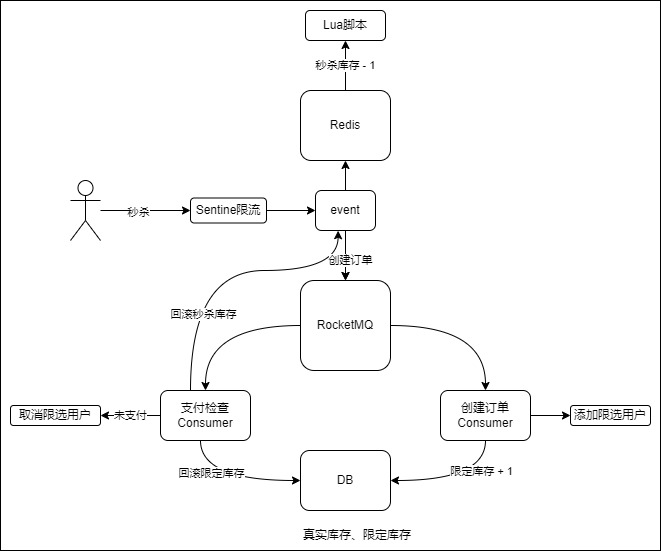 Lua脚本
秒杀库存 - 1
Redis
秒杀
Sentine限流
event
创建订单
回滚秒杀库存
RocketMQ
取消限选用户
未支付
支付检查
Consumer
创建订单
Consumer
添加限选用户
回滚限定库存
DB
限定库存 + 1
真实库存、限定库存